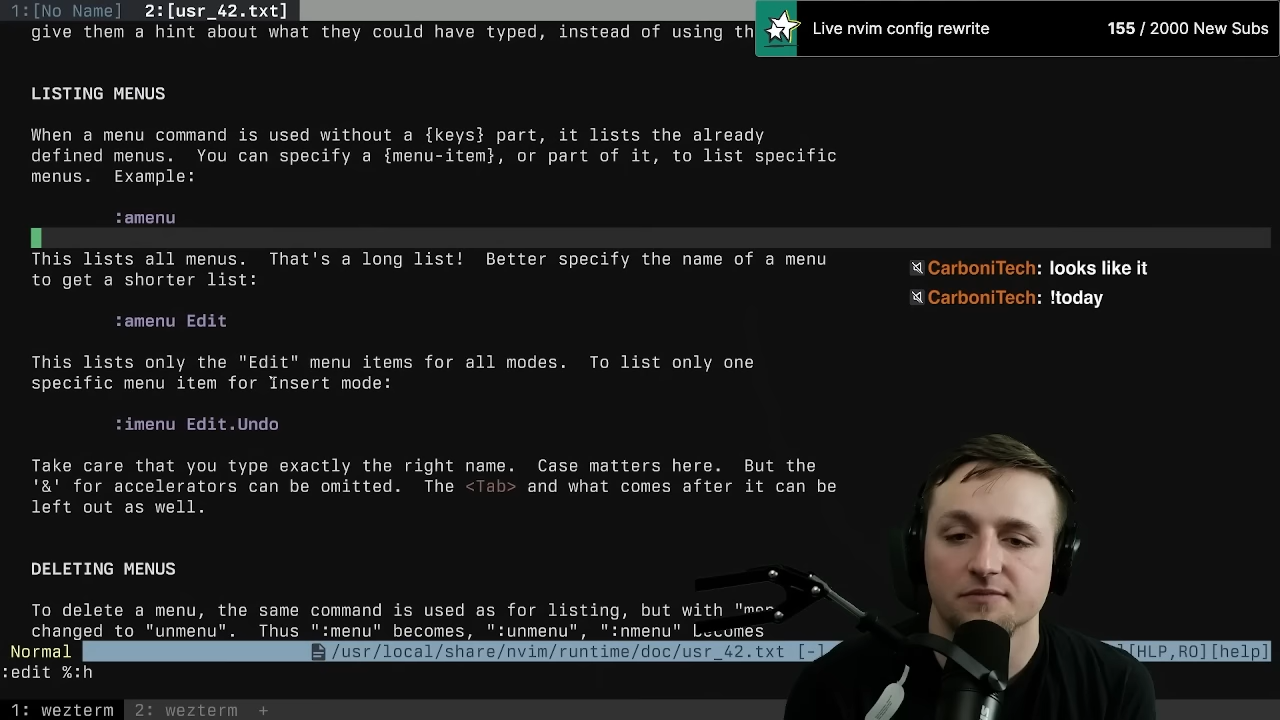 1:[No Name]  2:[usr_42.txt]
Live nvim config rewrite 155 / 2000 New Subs
give them a hint about what they could have typed, instead of using
LISTING MENUS
When a menu command is used without a {keys} part, it lists the already
defined menus.  You can specify a {menu-item}, or part of it, to list specific
menus.  Example:
:amenu
This lists all menus.  That's a long list!  Better specify the name of a menu
to get a shorter list:
CarboniTech: looks like it
CarboniTech: !today
:amenu Edit
This lists only the "Edit" menu items for all modes.  To list only one
specific menu item for Insert mode:
:imenu Edit.Undo
Take care that you type exactly the right name.  Case matters here.  But the
'&' for accelerators can be omitted.  The <Tab> and what comes after it can be
left out as well.
DELETING MENUS
To delete a menu, the same command is used as for listing, but with
changed to "unmenu".  Thus ":menu" becomes, ":unmenu", ":nmenu" becomes
Normal /usr/local/share/nvim/runtime/doc/usr_42.txt [-] [HLP,RO][help]
:edit %:h
1: wezterm  2: wezterm  +